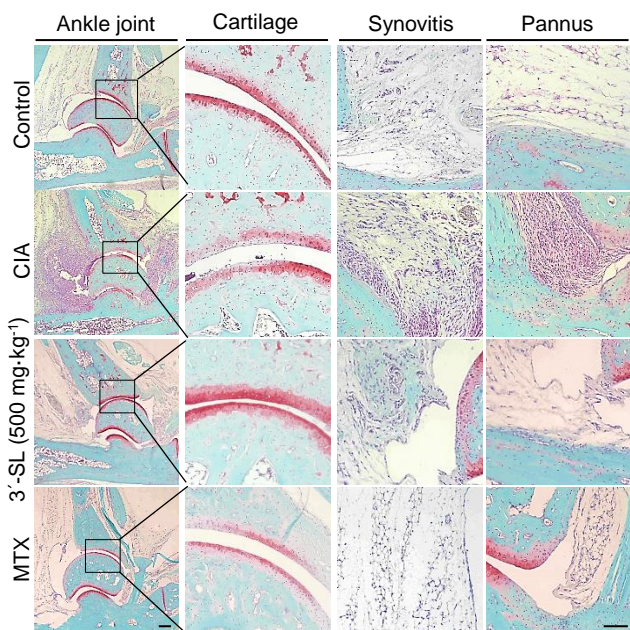 Ankle joint
Cartilage
Synovitis
Pannus
Control
CIA
3´-SL (500 mg·kg⁻¹)
MTX